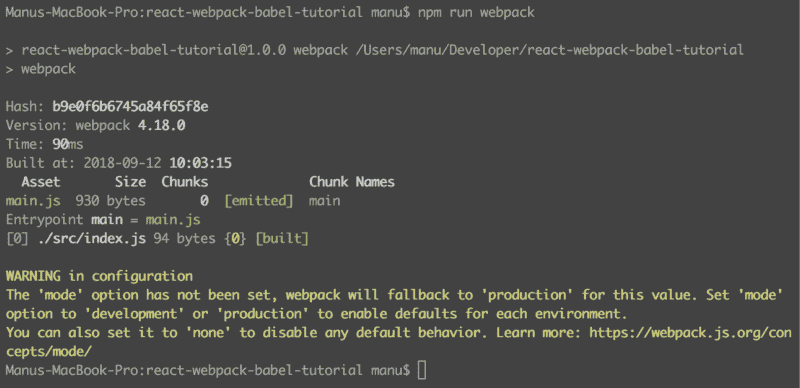 Manus-MacBook-Pro:react-webpack-babel-tutorial manu$ npm run webpack
> react-webpack-babel-tutorial@1.0.0 webpack /Users/manu/Developer/react-webpack-babel-tutorial
> webpack
Hash: b9e0f6b6745a84f65f8e
Version: webpack 4.18.0
Time: 90ms
Built at: 2018-09-12 10:03:15
Asset Size Chunks Chunk Names
main.js 930 bytes 0 [emitted] main
Entrypoint main = main.js
[0] ./src/index.js 94 bytes {0} [built]
WARNING in configuration
The 'mode' option has not been set, webpack will fallback to 'production' for this value. Set 'mode'
option to 'development' or 'production' to enable defaults for each environment.
You can also set it to 'none' to disable any default behavior. Learn more: https://webpack.js.org/con
cepts/mode/
Manus-MacBook-Pro:react-webpack-babel-tutorial manu$